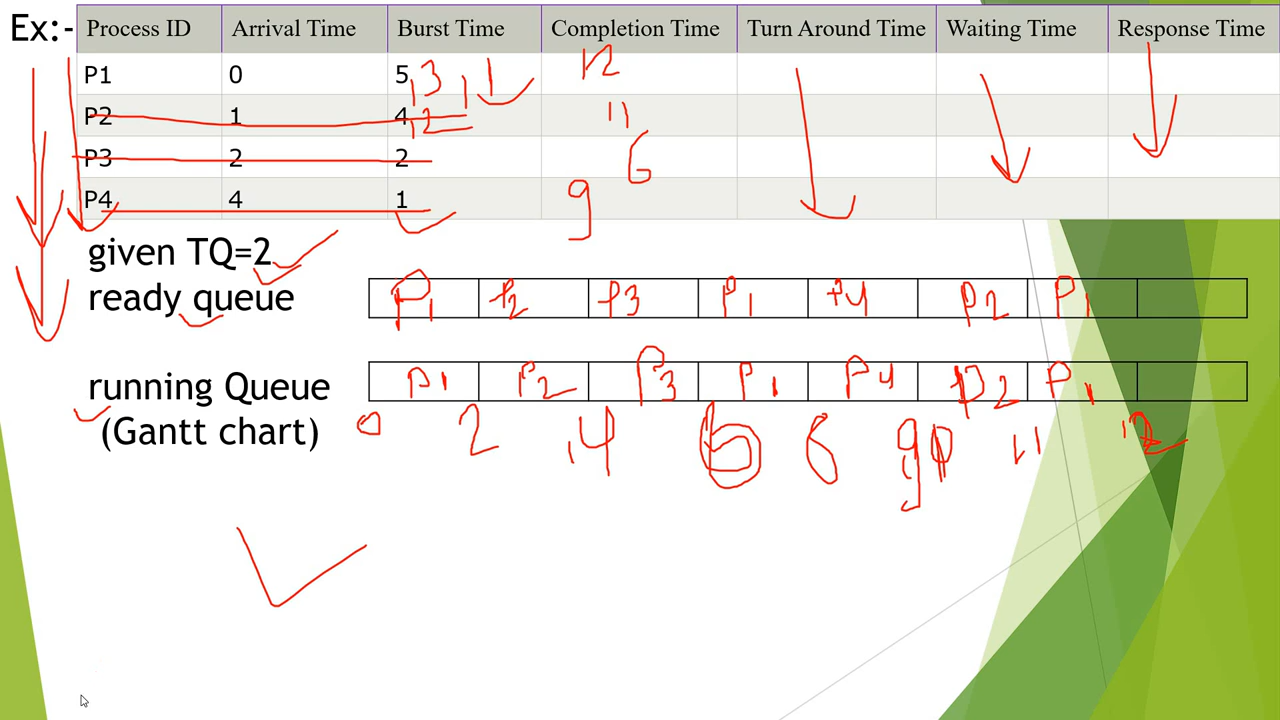 Ex:- Process ID Arrival Time Burst Time Completion Time Turn Around Time Waiting Time Response Time
P1 0 5 3 1 12
P2 1 4 2 11
P3 2 2 6
P4 4 1 9
given TQ=2
ready queue P1 P2 P3 P1 P4 P2 P1
running Queue P1 P2 P3 P1 P4 P2 P1
(Gantt chart) 0 2 4 6 8 9 11 12